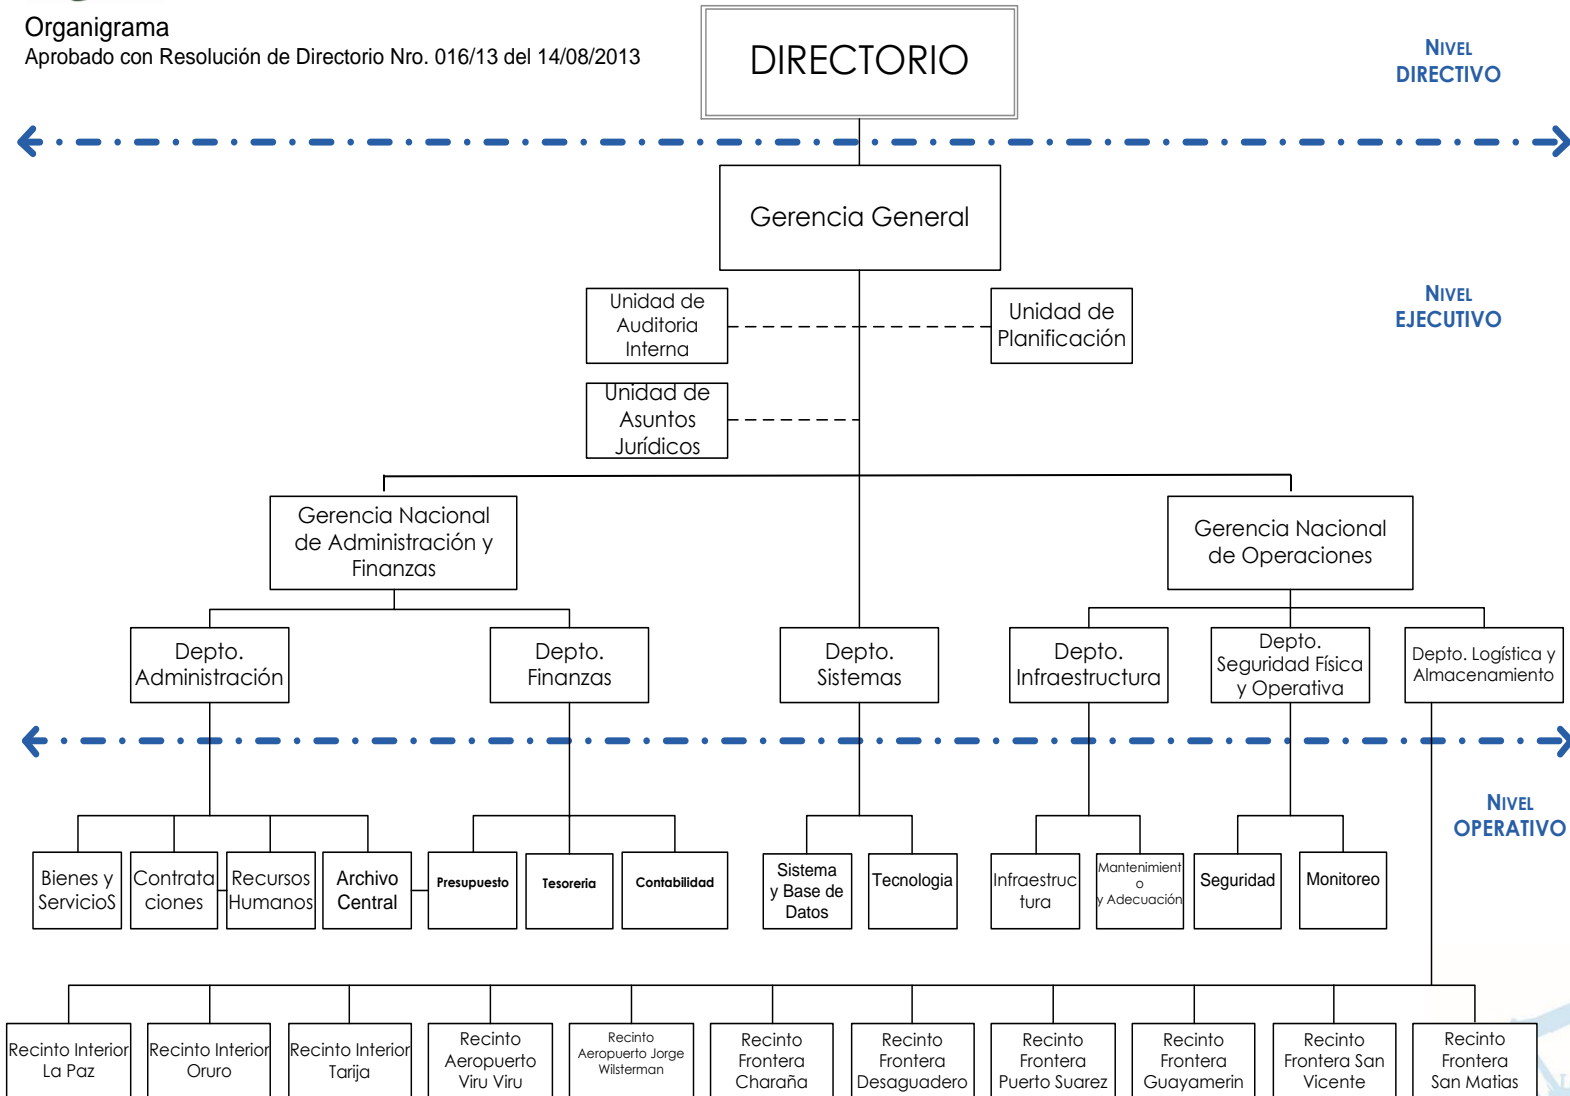 Organigrama
Aprobado con Resolución de Directorio Nro. 016/13 del 14/08/2013
DIRECTORIO
NIVEL
DIRECTIVO
Gerencia General
NIVEL
EJECUTIVO
Unidad de
Auditoria
Interna
Unidad de
Planificación
Unidad de
Asuntos
Jurídicos
Gerencia Nacional
de Administración y
Finanzas
Gerencia Nacional
de Operaciones
Depto.
Administración
Depto.
Finanzas
Depto.
Sistemas
Depto.
Infraestructura
Depto.
Seguridad Física
y Operativa
Depto. Logística y
Almacenamiento
NIVEL
OPERATIVO
Bienes y
ServicioS
Contrata
ciones
Recursos
Humanos
Archivo
Central
Presupuesto
Tesoreria
Contabilidad
Sistema
y Base de
Datos
Tecnologia
Infraestruc
tura
Mantenimient
o
y Adecuación
Seguridad
Monitoreo
Recinto Interior
La Paz
Recinto Interior
Oruro
Recinto Interior
Tarija
Recinto
Aeropuerto
Viru Viru
Recinto
Aeropuerto Jorge
Wilsterman
Recinto
Frontera
Charaña
Recinto
Frontera
Desaguadero
Recinto
Frontera
Puerto Suarez
Recinto
Frontera
Guayamerin
Recinto
Frontera San
Vicente
Recinto
Frontera
San Matias